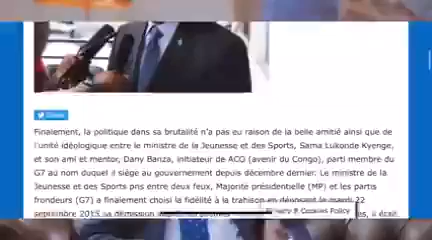 Finalement, la politique dans sa brutalité n'a pas eu raison de la belle amitié ainsi que de
l'unité idéologique entre le ministre de la Jeunesse et des Sports, Sama Lukonde Kyenge,
et son ami et mentor, Dany Banza, initiateur de ACO (avenir du Congo), parti membre du
G7 au nom duquel il siège au gouvernement depuis décembre dernier. Le ministre de la
Jeunesse et des Sports pris entre deux feux, Majorité présidentielle (MP) et les partis
frondeurs (G7) a finalement choisi la fidélité à la trahison en déposant le mardi 22
septembre 2015 sa démission
Privacy & Cookies Policy
il était